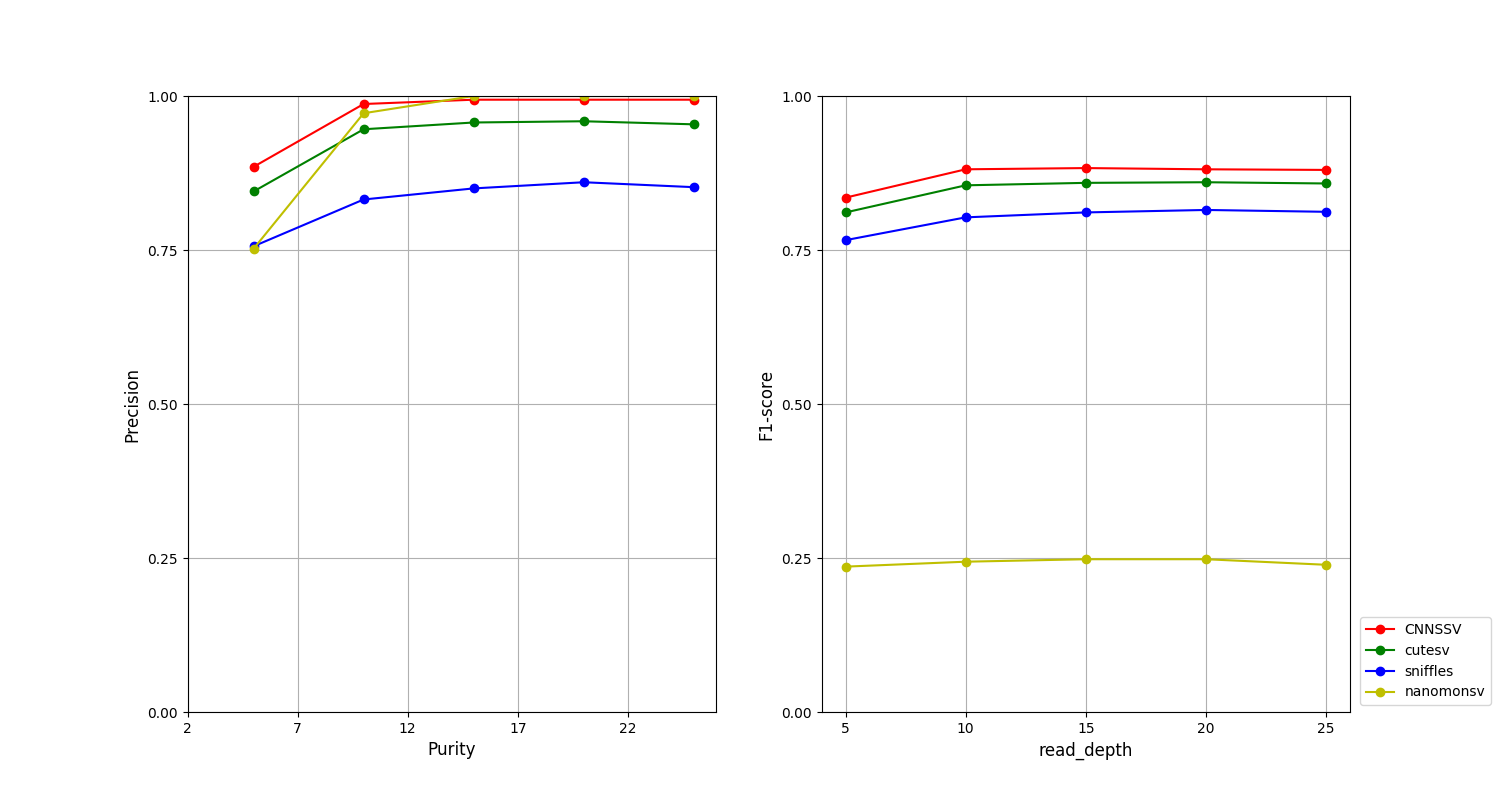 1.00
0.75
0.50
0.25
0.00
Precision
2 7 12 17 22
Purity
1.00
0.75
0.50
0.25
0.00
F1-score
5 10 15 20 25
read_depth
CNNSSV
cutesv
sniffles
nanomonsv